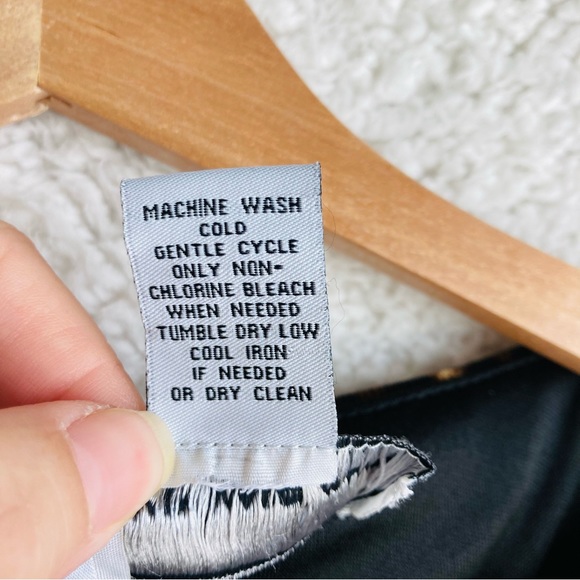 MACHINE WASH
COLD
GENTLE CYCLE
ONLY NON-
CHLORINE BLEACH
WHEN NEEDED
TUMBLE DRY LOW
COOL IRON
IF NEEDED
OR DRY CLEAN